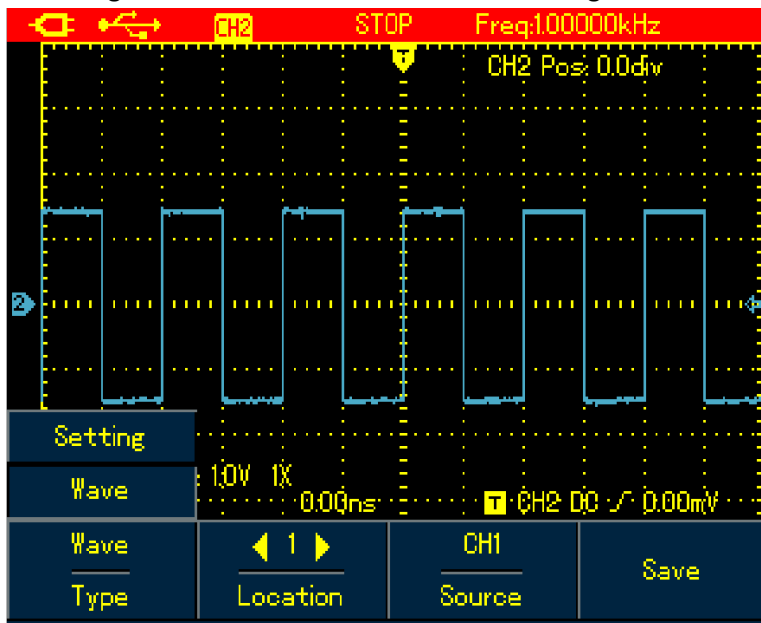 CH2 STOP Freq:1.00000kHz
T
CH2 Pos: 0.0div
2
Setting
: 1.0V 1X
Wave
0.00ns T CH2 DC 0.00mV
Wave 1 CH1 Save
Type Location Source